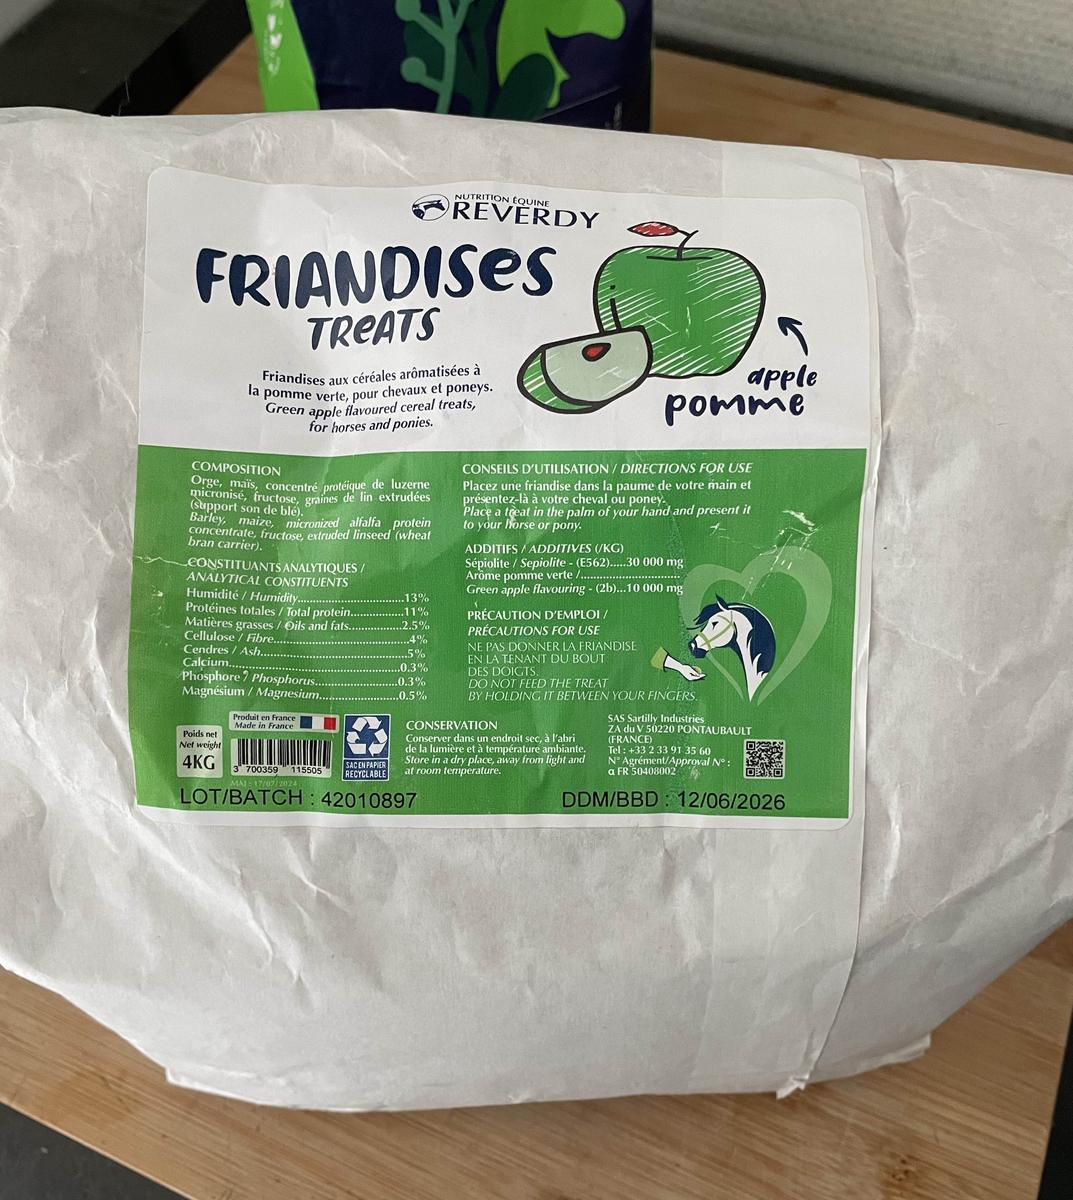 NUTRITION ÉQUINE
REVERDY
FRIANDISES
TREATS
Friandises aux céréales arômatisées à
la pomme verte, pour chevaux et poneys.
Green apple flavoured cereal treats,
for horses and ponies.
apple
pomme
COMPOSITION
Orge, maïs, concentré protéique de luzerne
micronisé, fructose, graines de lin extrudées
(support son de blé).
Barley, maize, micronized alfalfa protein
concentrate, fructose, extruded linseed (wheat
bran carrier).
CONSTITUANTS ANALYTIQUES /
ANALYTICAL CONSTITUENTS
Humidité / Humidity..............................13%
Protéines totales / Total protein...............11%
Matières grasses / Oils and fats...............2.5%
Cellulose / Fibre.....................................4%
Cendres / Ash........................................5%
Calcium..............................................0.3%
Phosphore / Phosphorus.......................0.3%
Magnésium / Magnesium......................0.5%
CONSEILS D'UTILISATION / DIRECTIONS FOR USE
Placez une friandise dans la paume de votre main et
présentez-là à votre cheval ou poney.
Place a treat in the palm of your hand and present it
to your horse or pony.
ADDITIFS / ADDITIVES (/KG)
Sépiolite / Sepiolite - (E562).....30 000 mg
Arôme pomme verte /..........................
Green apple flavouring - (2b)...10 000 mg
PRÉCAUTION D'EMPLOI /
PRÉCAUTIONS FOR USE
NE PAS DONNER LA FRIANDISE
EN LA TENANT DU BOUT
DES DOIGTS.
DO NOT FEED THE TREAT
BY HOLDING IT BETWEEN YOUR FINGERS.
Poids net
Net weight
4KG
Produit en France
Made in France
3 700359 115505
MAJ : 17/07/2024
SAC EN PAPIER
RECYCLABLE
CONSERVATION
Conserver dans un endroit sec, à l'abri
de la lumière et à température ambiante.
Store in a dry place, away from light and
at room temperature.
SAS Sartilly Industries
ZA du V 50220 PONTAUBAULT
(FRANCE)
Tel : +33 2 33 91 35 60
N° Agrément/Approval N° :
α FR 50408002
LOT/BATCH : 42010897
DDM/BBD : 12/06/2026